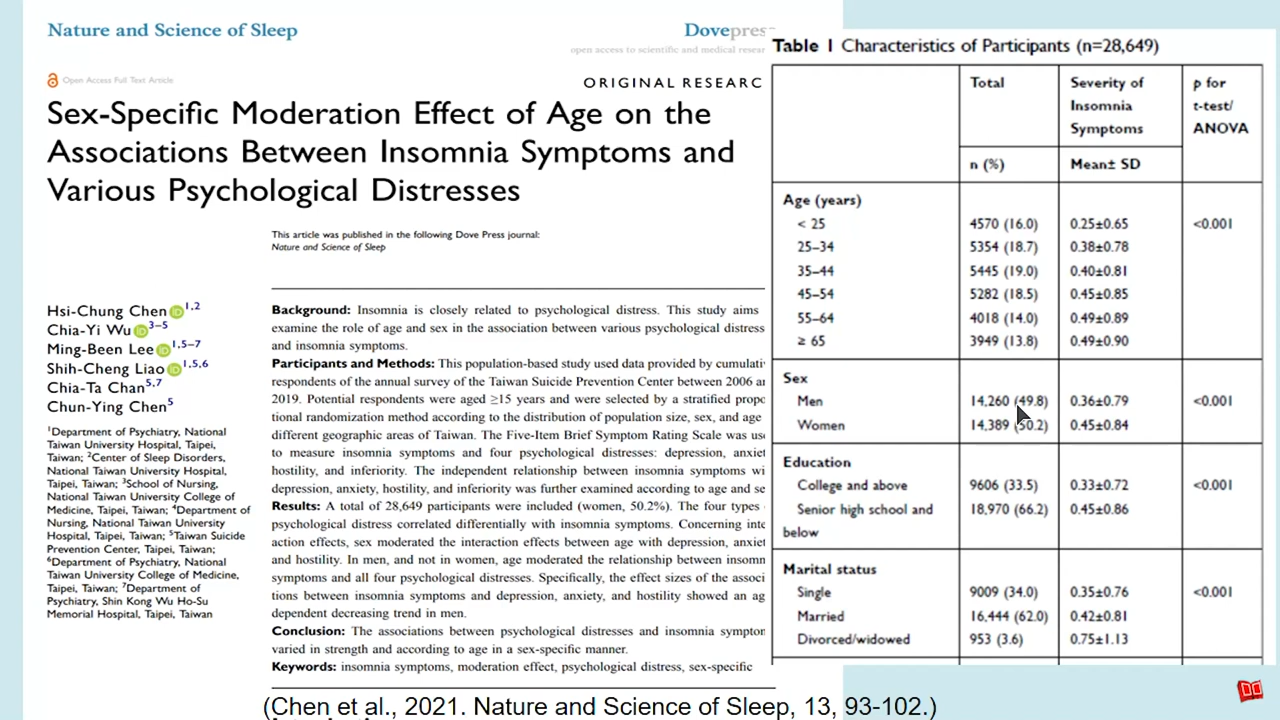 Nature and Science of Sleep
Dovepres
open access to scientific and medical resear
Open Access Full Text Article
ORIGINAL RESEARC
Sex-Specific Moderation Effect of Age on the
Associations Between Insomnia Symptoms and
Various Psychological Distresses
This article was published in the following Dove Press journal:
Nature and Science of Sleep
Hsi-Chung Chen 1,2
Chia-Yi Wu 3–5
Ming-Been Lee 1,5–7
Shih-Cheng Liao 1,5,6
Chia-Ta Chan 5,7
Chun-Ying Chen 5
1Department of Psychiatry, National
Taiwan University Hospital, Taipei,
Taiwan; 2Center of Sleep Disorders,
National Taiwan University Hospital,
Taipei, Taiwan; 3School of Nursing,
National Taiwan University College of
Medicine, Taipei, Taiwan; 4Department of
Nursing, National Taiwan University
Hospital, Taipei, Taiwan; 5Taiwan Suicide
Prevention Center, Taipei, Taiwan;
6Department of Psychiatry, National
Taiwan University College of Medicine,
Taipei, Taiwan; 7Department of
Psychiatry, Shin Kong Wu Ho-Su
Memorial Hospital, Taipei, Taiwan
Background: Insomnia is closely related to psychological distress. This study aims
examine the role of age and sex in the association between various psychological distress
and insomnia symptoms.
Participants and Methods: This population-based study used data provided by cumulati
respondents of the annual survey of the Taiwan Suicide Prevention Center between 2006 a
2019. Potential respondents were aged ≥15 years and were selected by a stratified propo
tional randomization method according to the distribution of population size, sex, and age
different geographic areas of Taiwan. The Five-Item Brief Symptom Rating Scale was us
to measure insomnia symptoms and four psychological distresses: depression, anxiet
hostility, and inferiority. The independent relationship between insomnia symptoms wi
depression, anxiety, hostility, and inferiority was further examined according to age and se
Results: A total of 28,649 participants were included (women, 50.2%). The four types
psychological distress correlated differentially with insomnia symptoms. Concerning inte
action effects, sex moderated the interaction effects between age with depression, anxiet
and hostility. In men, and not in women, age moderated the relationship between insomn
symptoms and all four psychological distresses. Specifically, the effect sizes of the associ
tions between insomnia symptoms and depression, anxiety, and hostility showed an ag
dependent decreasing trend in men.
Conclusion: The associations between psychological distresses and insomnia sympton
varied in strength and according to age in a sex-specific manner.
Keywords: insomnia symptoms, moderation effect, psychological distress, sex-specific
Table 1 Characteristics of Participants (n=28,649)
Total
Severity of
Insomnia
Symptoms
p for
t-test/
ANOVA
n (%)
Mean± SD
Age (years)
< 25 4570 (16.0) 0.25±0.65 <0.001
25–34 5354 (18.7) 0.38±0.78
35–44 5445 (19.0) 0.40±0.81
45–54 5282 (18.5) 0.45±0.85
55–64 4018 (14.0) 0.49±0.89
≥ 65 3949 (13.8) 0.49±0.90
Sex
Men 14,260 (49.8) 0.36±0.79 <0.001
Women 14,389 (50.2) 0.45±0.84
Education
College and above 9606 (33.5) 0.33±0.72 <0.001
Senior high school and 18,970 (66.2) 0.45±0.86
below
Marital status
Single 9009 (34.0) 0.35±0.76 <0.001
Married 16,444 (62.0) 0.42±0.81
Divorced/widowed 953 (3.6) 0.75±1.13
(Chen et al., 2021. Nature and Science of Sleep, 13, 93-102.)